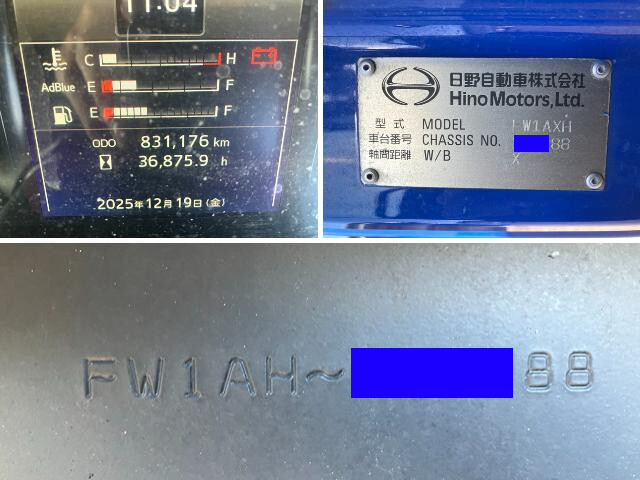 11:04
C H
AdBlue E F
E F
ODO 831,176 km
36,875.9 h
2025年12月19日(金)
日野自動車株式会社
Hino Motors, Ltd.
型式 MODEL FW1AXH
車台番号 CHASSIS NO. 88
軸間距離 W/B X
FW1AH~ 88